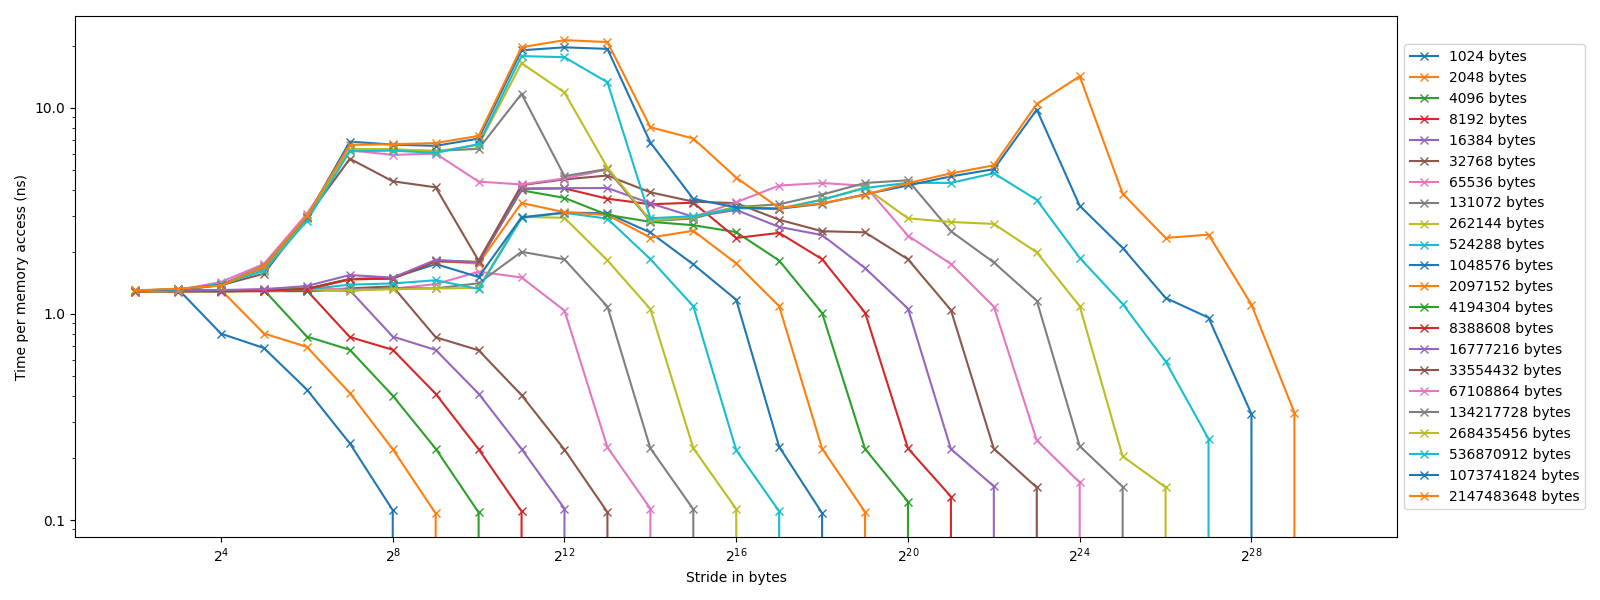 Time per memory access (ns)
10.0
1.0
0.1
2^4
2^8
2^12
2^16
2^20
2^24
2^28
Stride in bytes
1024 bytes
2048 bytes
4096 bytes
8192 bytes
16384 bytes
32768 bytes
65536 bytes
131072 bytes
262144 bytes
524288 bytes
1048576 bytes
2097152 bytes
4194304 bytes
8388608 bytes
16777216 bytes
33554432 bytes
67108864 bytes
134217728 bytes
268435456 bytes
536870912 bytes
1073741824 bytes
2147483648 bytes